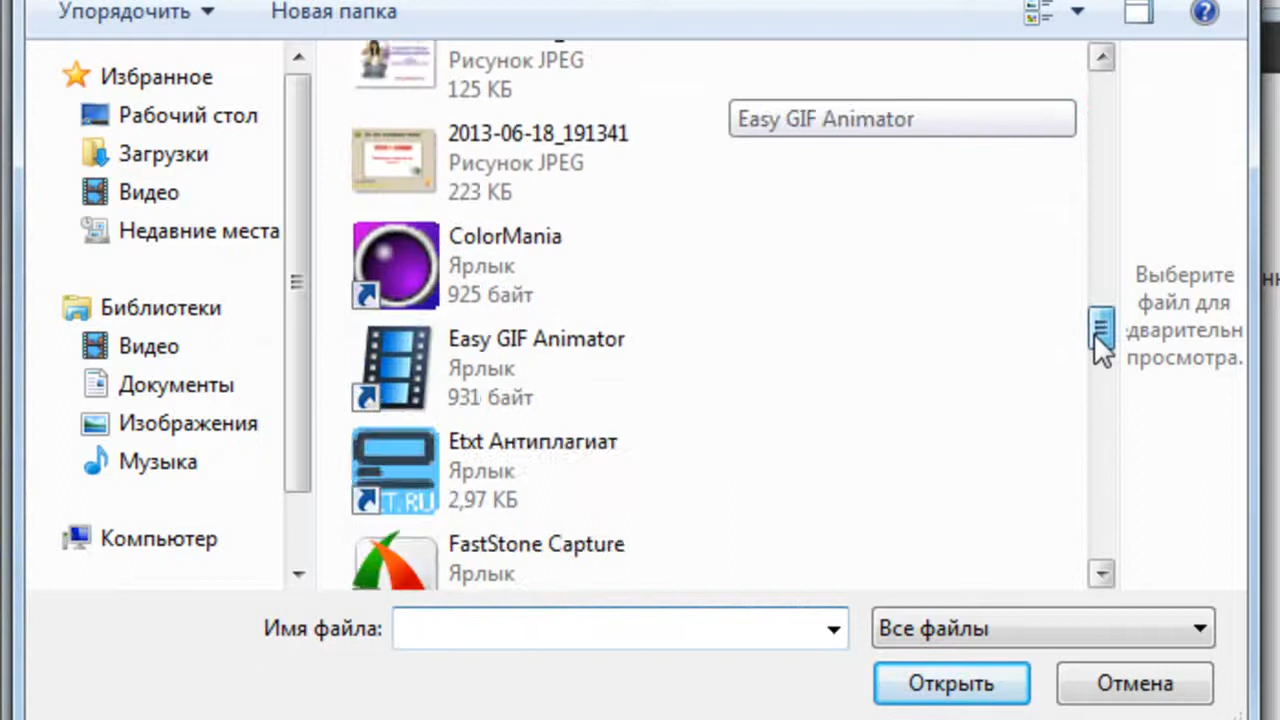 Упорядочить
Новая папка
Избранное
Рабочий стол
Загрузки
Видео
Недавние места
Библиотеки
Видео
Документы
Изображения
Музыка
Компьютер
Рисунок JPEG
125 КБ
2013-06-18_191341
Рисунок JPEG
223 КБ
ColorMania
Ярлык
925 байт
Easy GIF Animator
Ярлык
931 байт
Etxt Антиплагиат
Ярлык
2,97 КБ
FastStone Capture
Ярлык
Easy GIF Animator
Выберите
файл для
дварительн
просмотра.
Имя файла:
Все файлы
Открыть
Отмена